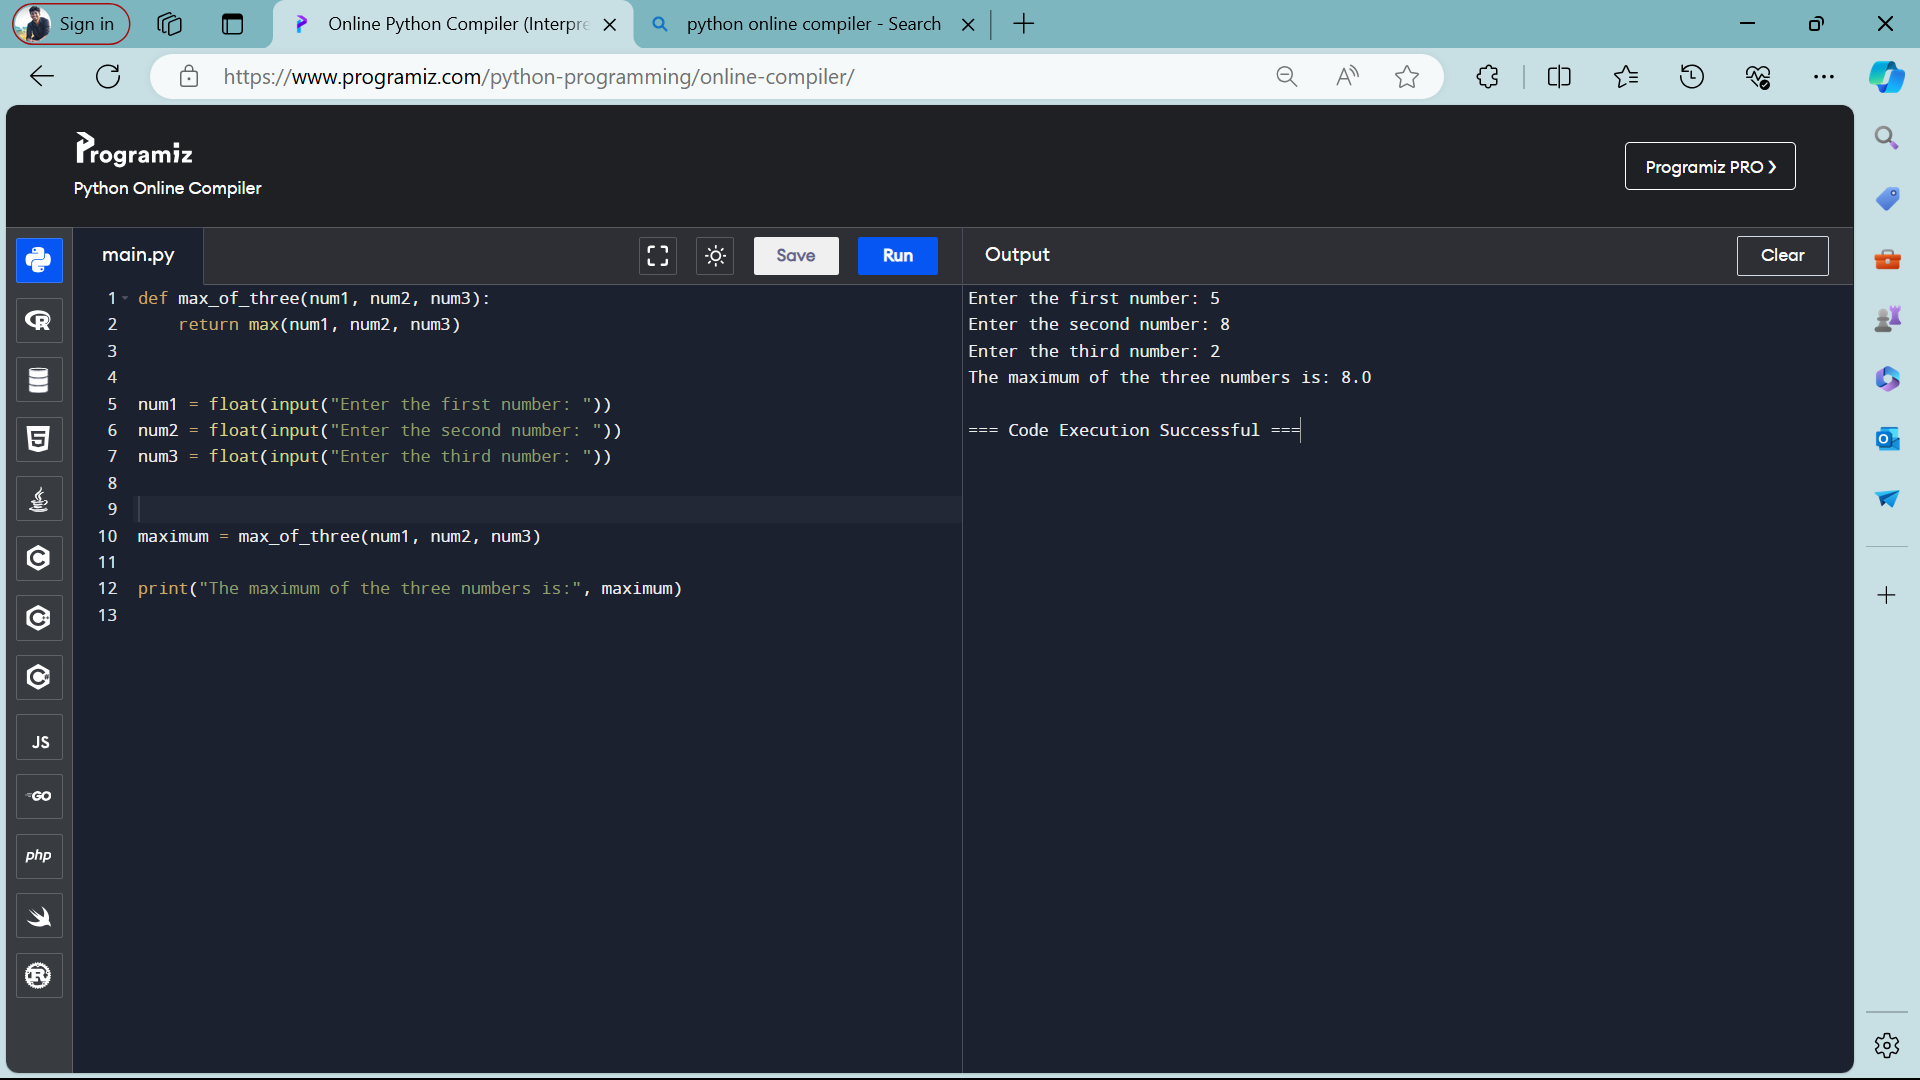 Sign in
Online Python Compiler (Interpre
python online compiler - Search
https://www.programiz.com/python-programming/online-compiler/
Programiz
Python Online Compiler
Programiz PRO ❯
main.py
Save
Run
Output
Clear
1 def max_of_three(num1, num2, num3):
2     return max(num1, num2, num3)
3
4
5 num1 = float(input("Enter the first number: "))
6 num2 = float(input("Enter the second number: "))
7 num3 = float(input("Enter the third number: "))
8
9
10 maximum = max_of_three(num1, num2, num3)
11
12 print("The maximum of the three numbers is:", maximum)
13
Enter the first number: 5
Enter the second number: 8
Enter the third number: 2
The maximum of the three numbers is: 8.0
=== Code Execution Successful ===
R
5
C
C+
C#
JS
GO
php
R